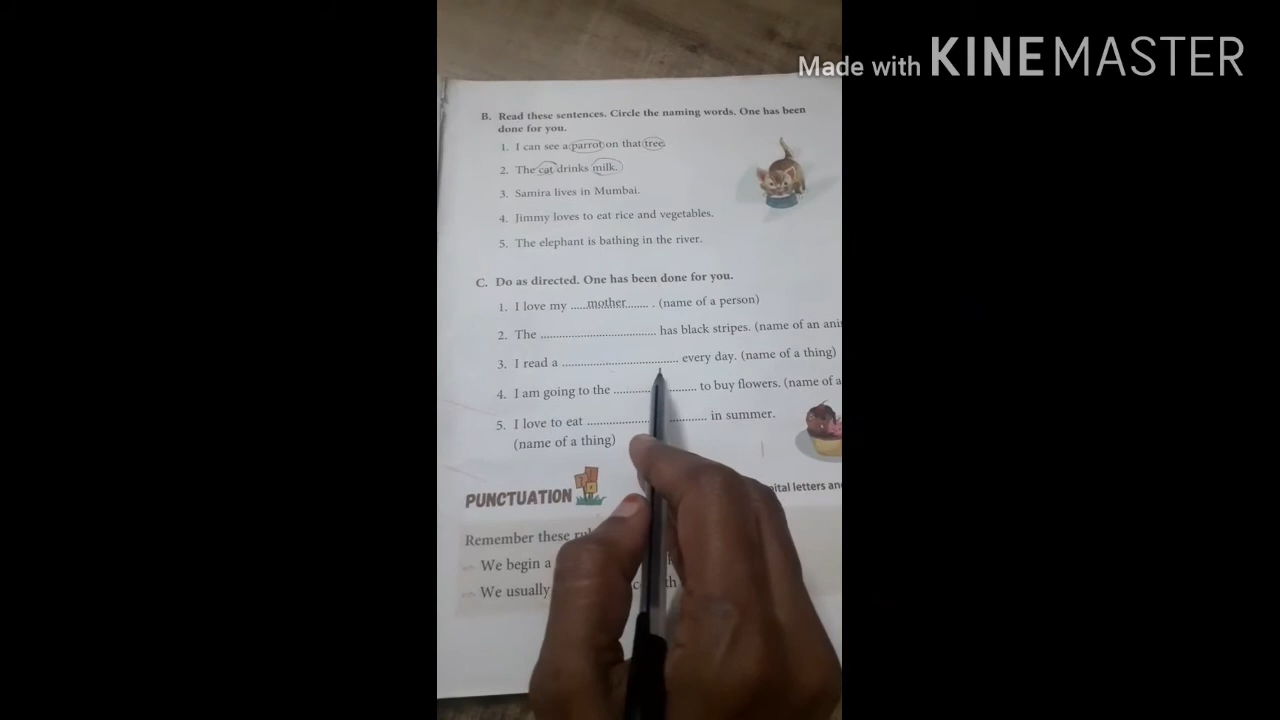 Made with KINEMASTER
B. Read these sentences. Circle the naming words. One has been
done for you.
1. I can see a parrot on that tree.
2. The cat drinks milk.
3. Samira lives in Mumbai.
4. Jimmy loves to eat rice and vegetables.
5. The elephant is bathing in the river.
C. Do as directed. One has been done for you.
1. I love my ......mother....... . (name of a person)
2. The ..................................... has black stripes. (name of an ani
3. I read a ..................................... every day. (name of a thing)
4. I am going to the ............ ......... to buy flowers. (name of a
5. I love to eat .................... ............ in summer.
(name of a thing)
PUNCTUATION
pital letters an
Remember these
We begin a
We usually